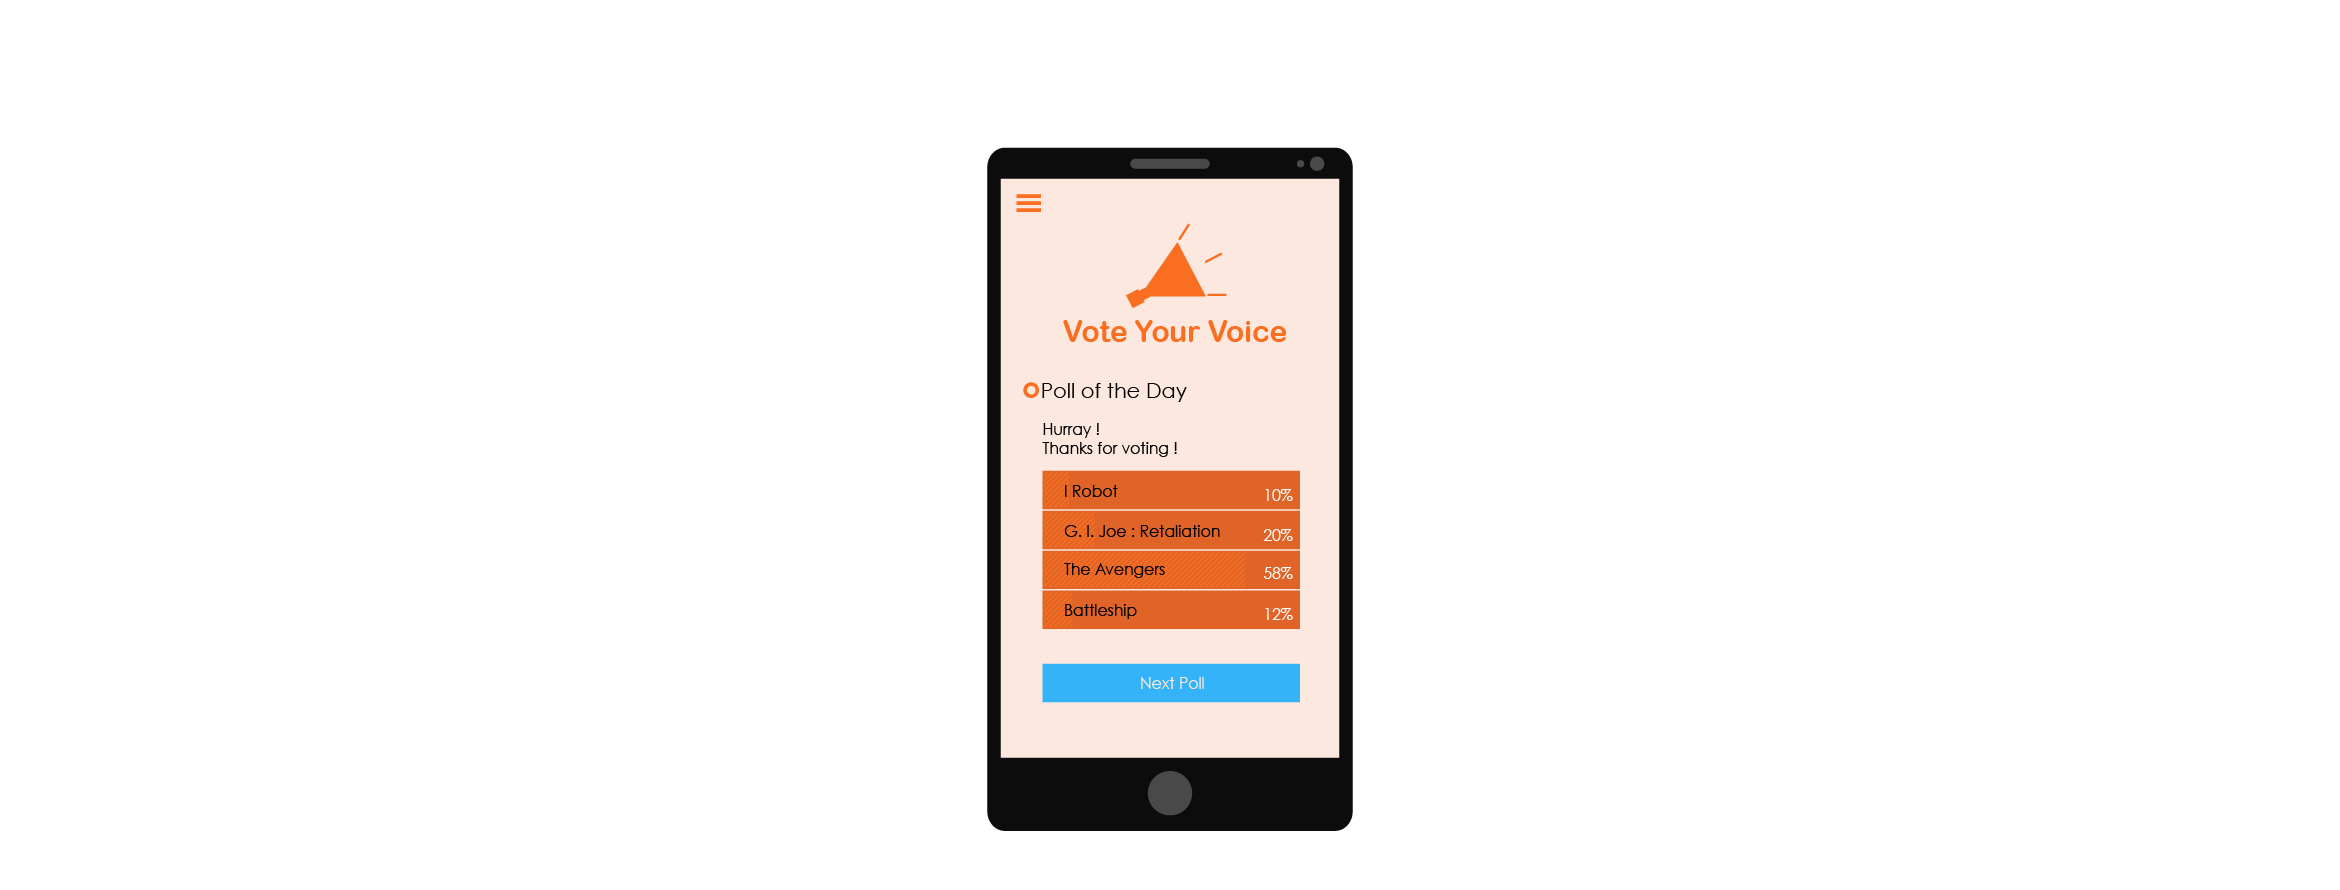 Vote Your Voice
Poll of the Day
Hurray !
Thanks for voting !
I Robot 10%
G. I. Joe : Retaliation 20%
The Avengers 58%
Battleship 12%
Next Poll